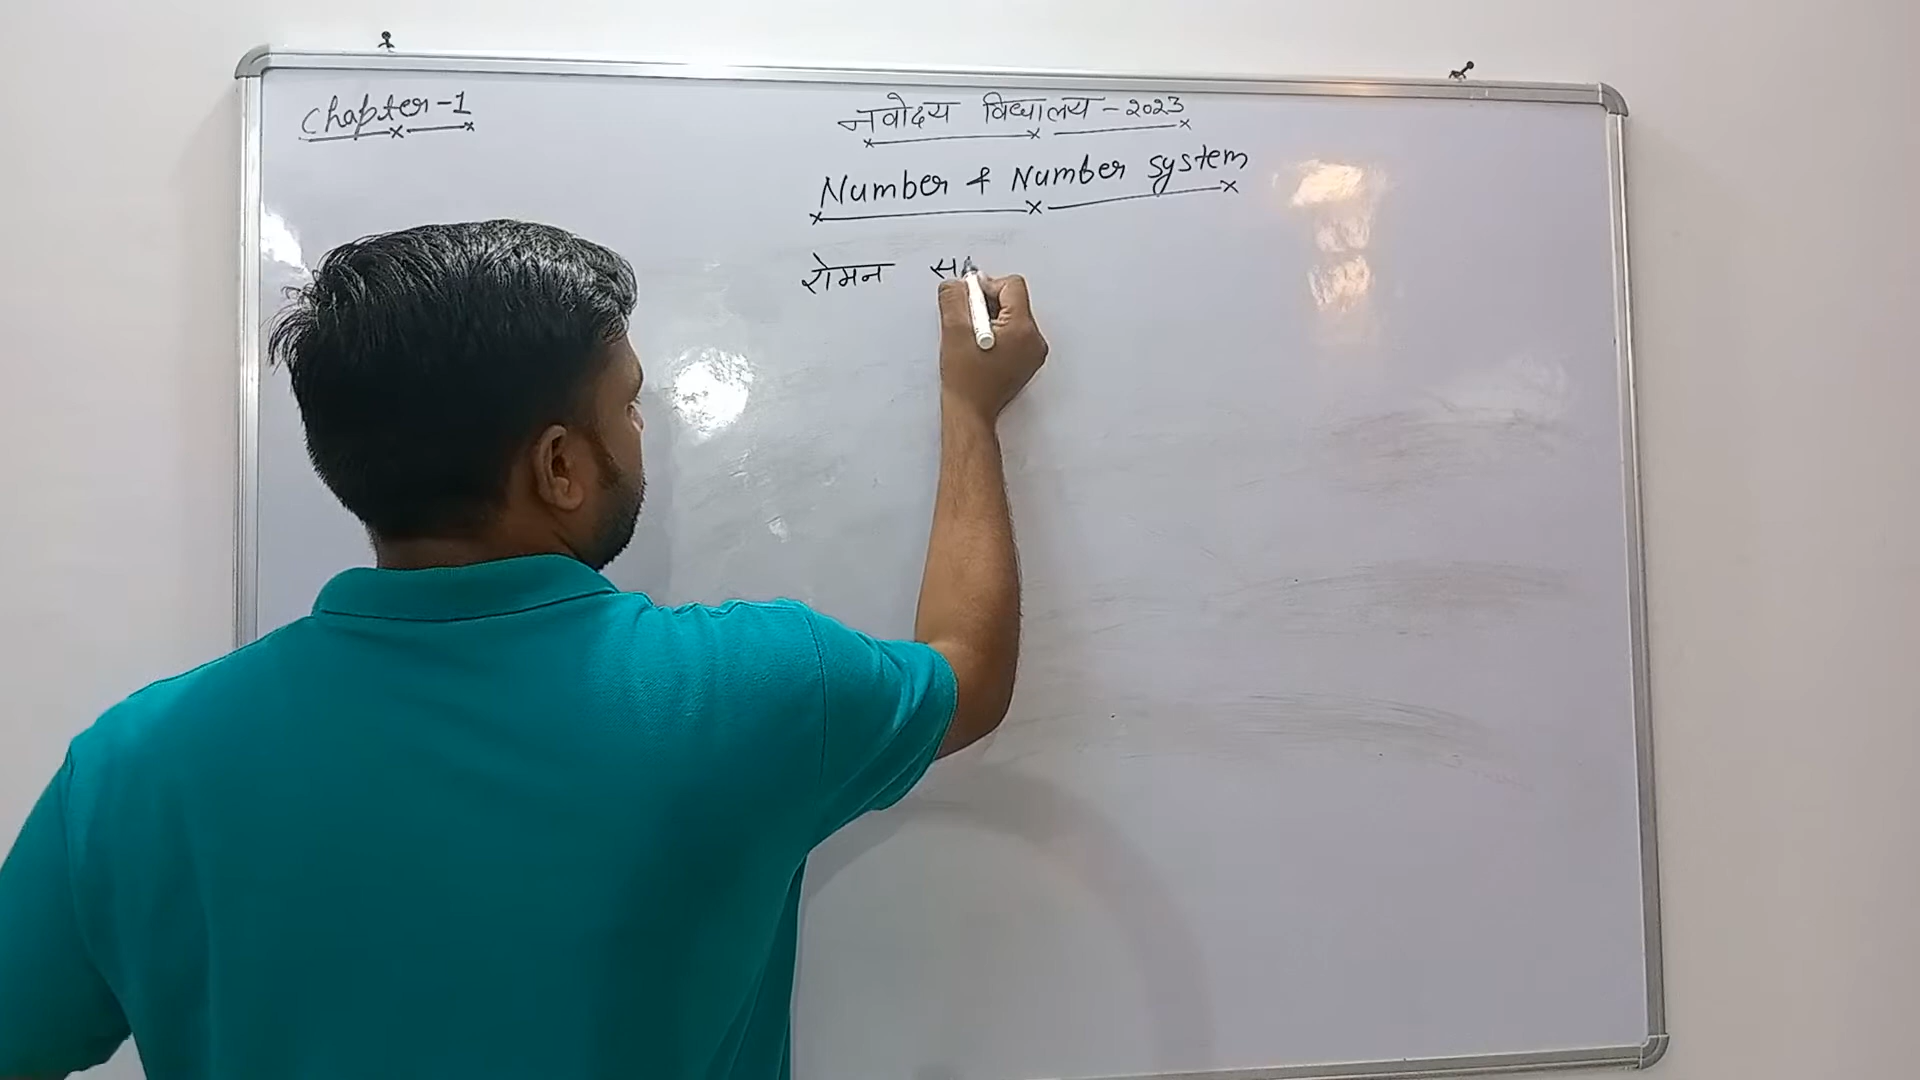 Chapter-1
नवोदय विद्यालय - 2023
Number & Number system
रोमन